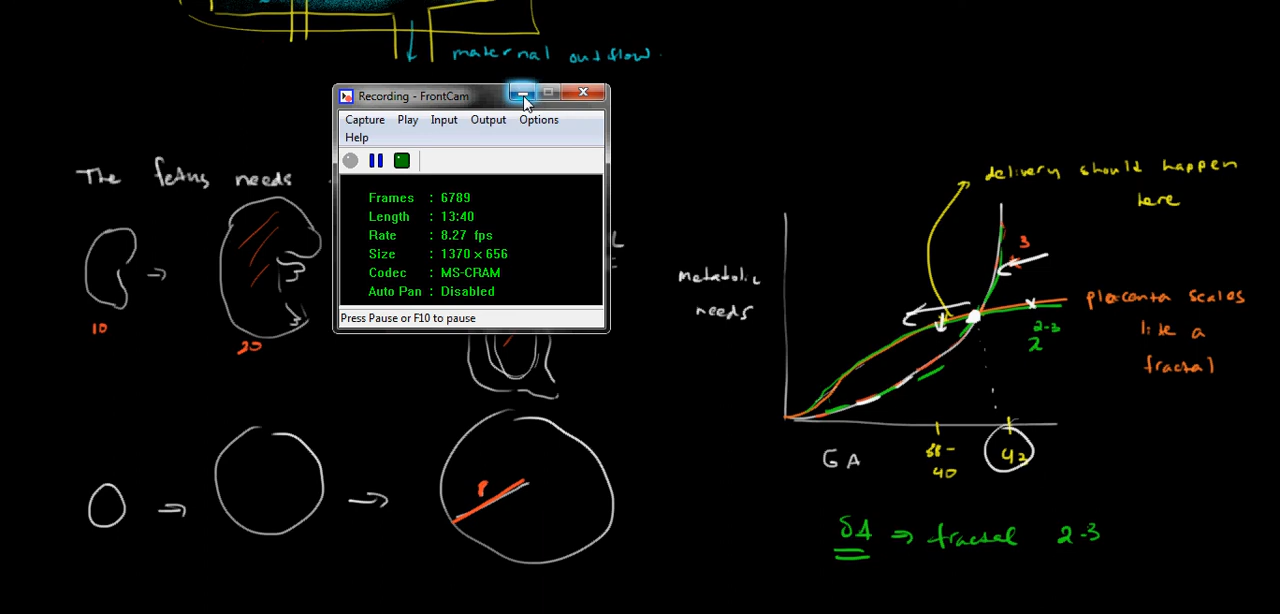 maternal outflow
Recording - FrontCam
Capture Play Input Output Options
Help
Frames : 6789
Length : 13:40
Rate : 8.27 fps
Size : 1370 x 656
Codec : MS-CRAM
Auto Pan : Disabled
Press Pause or F10 to pause
The fetus needs
10
20
delivery should happen
here
3
metabolic
needs
placenta scales
like a
fractal
2-3
2
GA
38-
40
42
⇒ fractal 2-3